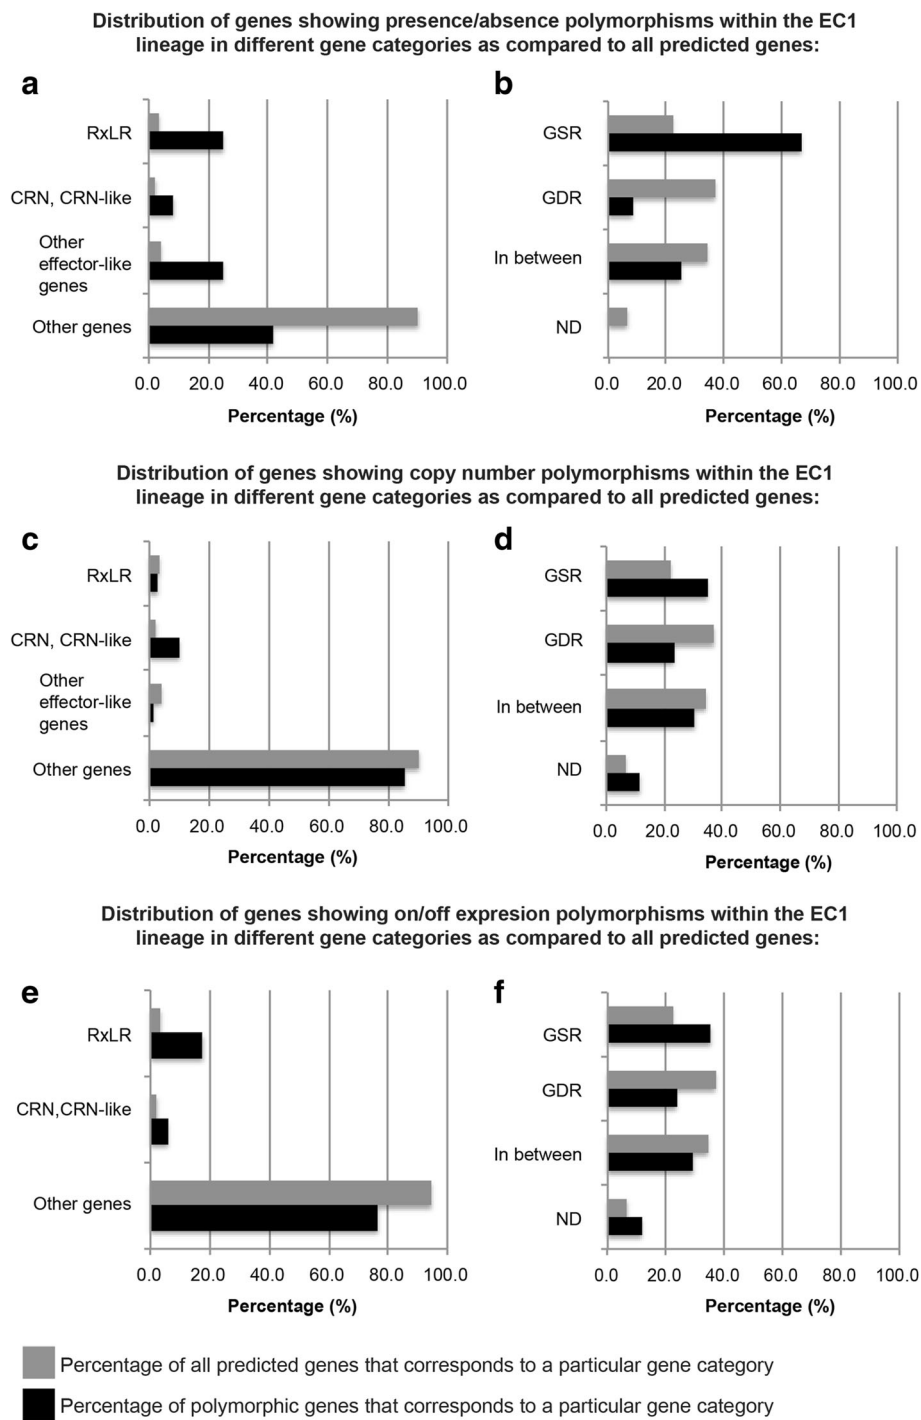 Distribution of genes showing presence/absence polymorphisms within the EC1
lineage in different gene categories as compared to all predicted genes:
a
RxLR
CRN, CRN-like
Other
effector-like
genes
Other genes
0.0 20.0 40.0 60.0 80.0 100.0
Percentage (%)
b
GSR
GDR
In between
ND
0.0 20.0 40.0 60.0 80.0 100.0
Percentage (%)
Distribution of genes showing copy number polymorphisms within the EC1
lineage in different gene categories as compared to all predicted genes:
c
RxLR
CRN, CRN-like
Other
effector-like
genes
Other genes
0.0 20.0 40.0 60.0 80.0 100.0
Percentage (%)
d
GSR
GDR
In between
ND
0.0 20.0 40.0 60.0 80.0 100.0
Percentage (%)
Distribution of genes showing on/off expresion polymorphisms within the EC1
lineage in different gene categories as compared to all predicted genes:
e
RxLR
CRN,CRN-like
Other genes
0.0 20.0 40.0 60.0 80.0 100.0
Percentage (%)
f
GSR
GDR
In between
ND
0.0 20.0 40.0 60.0 80.0 100.0
Percentage (%)
Percentage of all predicted genes that corresponds to a particular gene category
Percentage of polymorphic genes that corresponds to a particular gene category